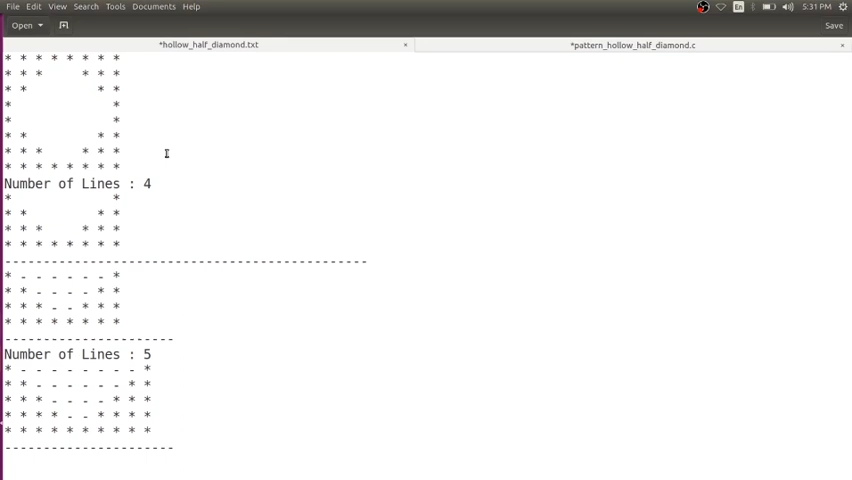 File Edit View Search Tools Documents Help En 5:31 PM
Open Save
*hollow_half_diamond.txt × *pattern_hollow_half_diamond.c ×
* * * * * * * *
* * *     * * *
* *         * *
*             *
*             *
* *         * *
* * *     * * *
* * * * * * * *
Number of Lines : 4
*             *
* *         * *
* * *     * * *
* * * * * * * *
-----------------------------------------------
* - - - - - - *
* * - - - - * *
* * * - - * * *
* * * * * * * *
----------------------
Number of Lines : 5
* - - - - - - - - *
* * - - - - - - * *
* * * - - - - * * *
* * * * - - * * * *
* * * * * * * * * *
----------------------